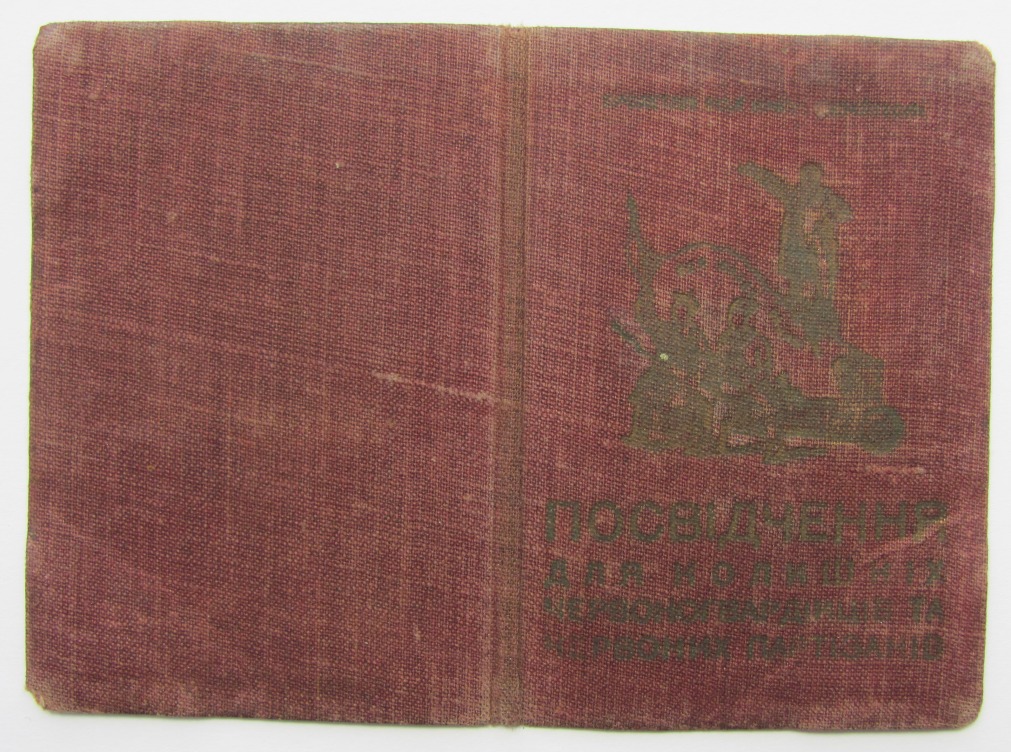 ПОСВІДЧЕННЯ
ДЛЯ КОЛИШНІХ
ЧЕРВОНОГВАРДІЙЦІВ ТА
ЧЕРВОНИХ ПАРТИЗАНІВ